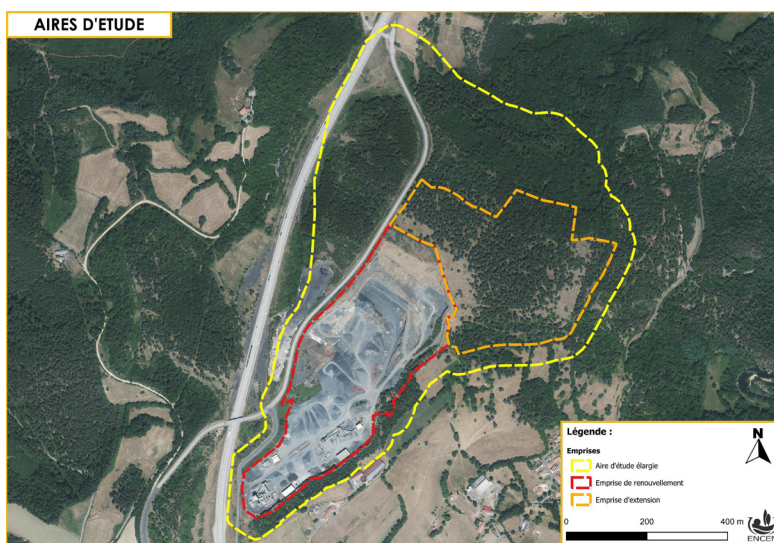 AIRES D'ETUDE
Légende :
Emprises
Aire d'étude élargie
Emprise de renouvellement
Emprise d'extension
N
0 200 400 m
ENCEM